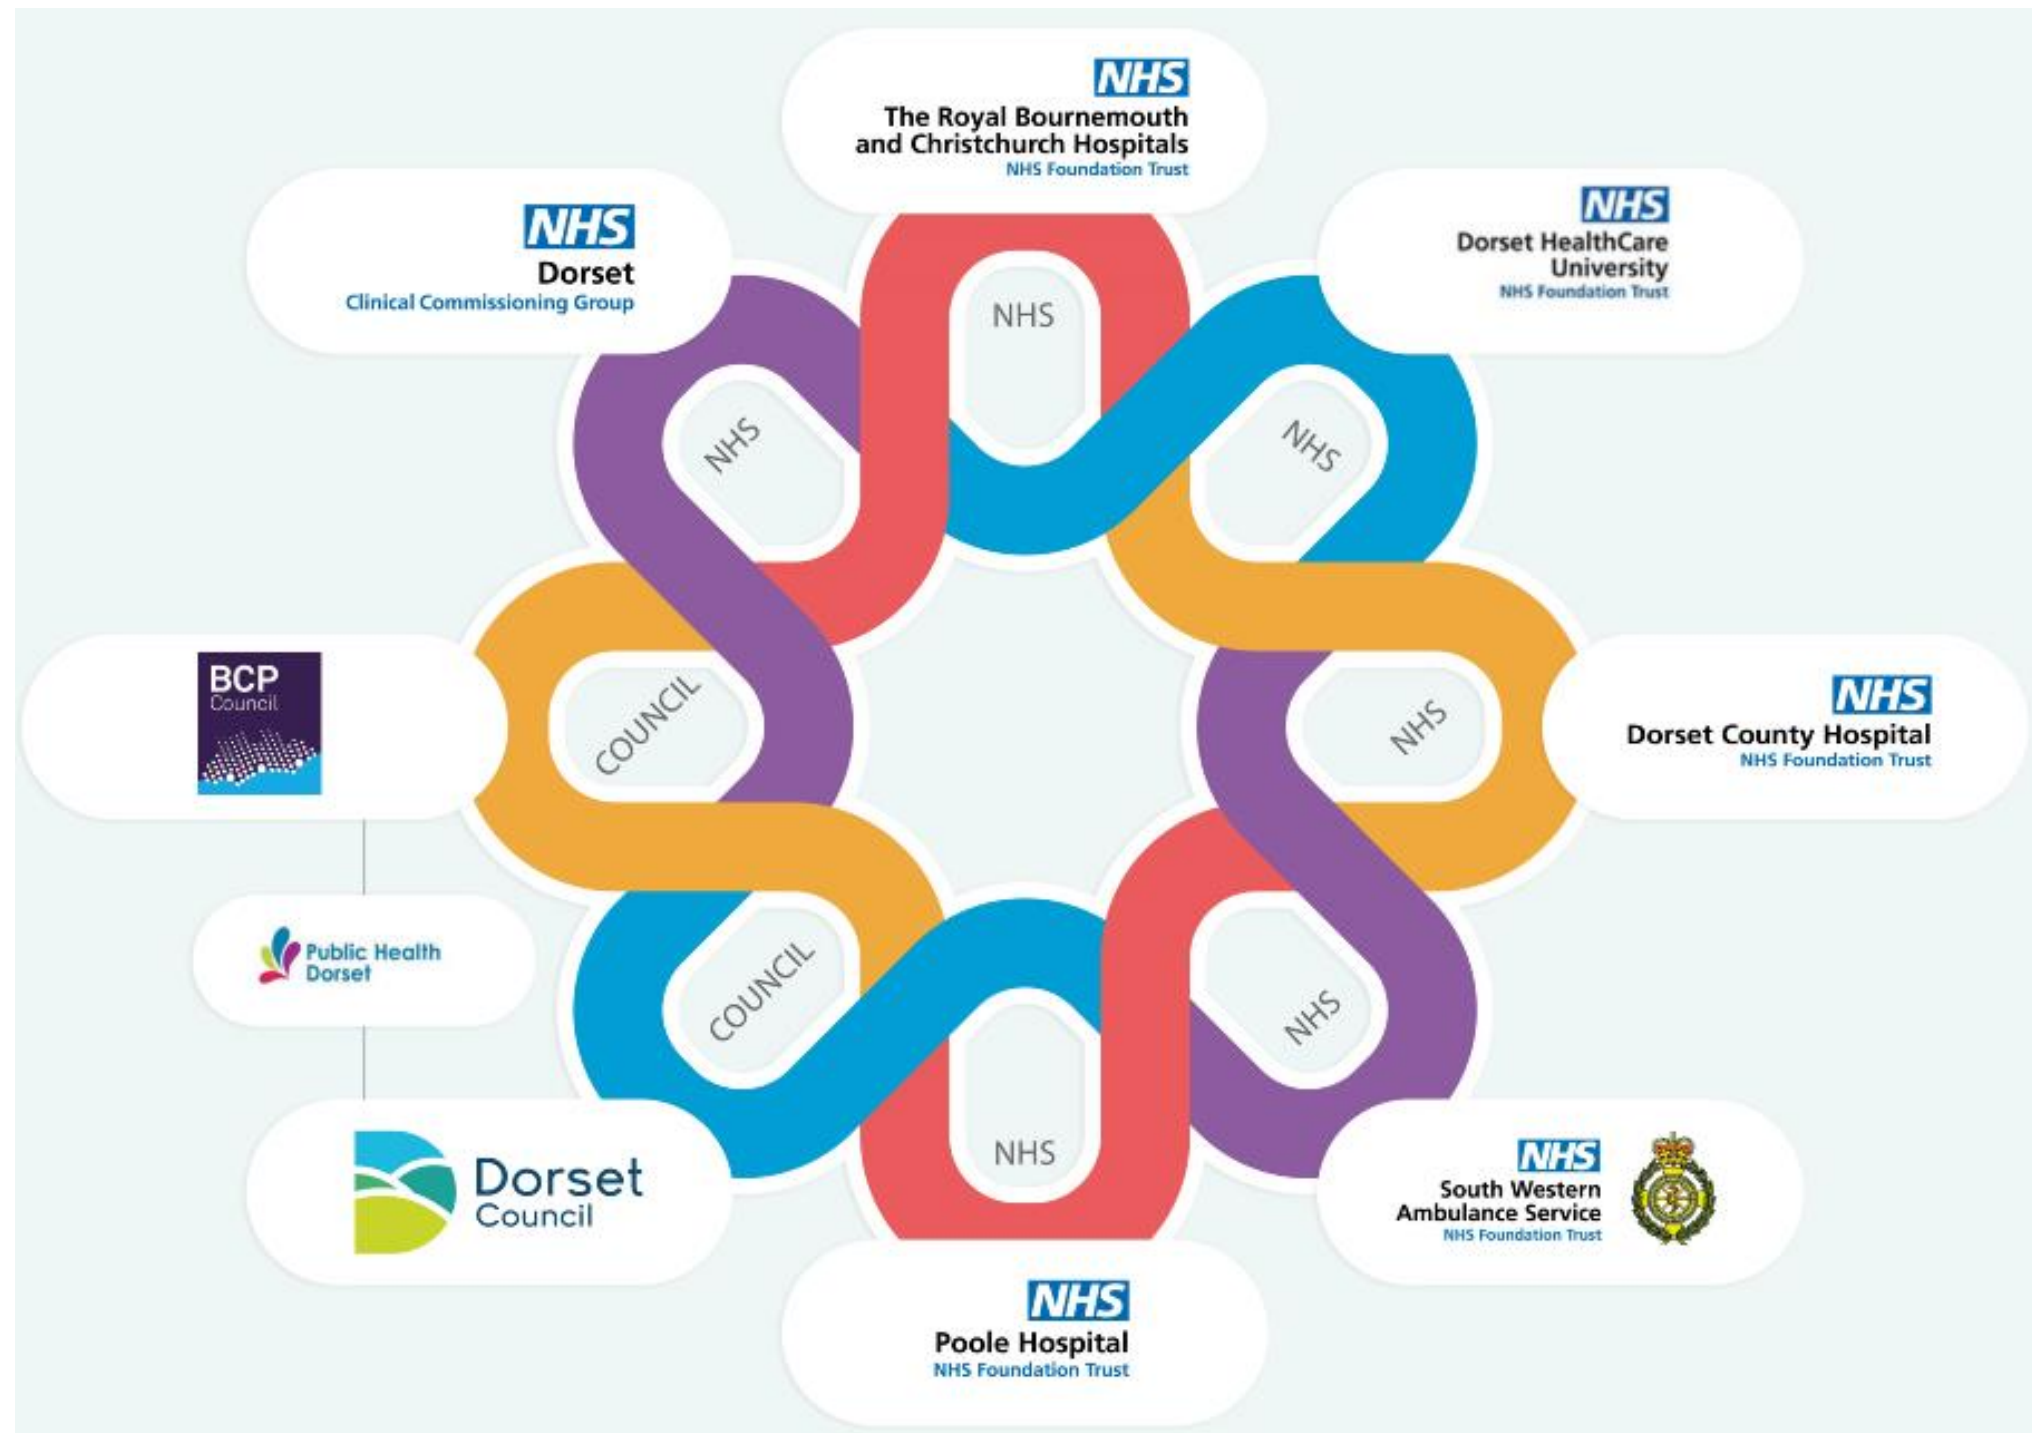 NHS
The Royal Bournemouth
and Christchurch Hospitals
NHS Foundation Trust
NHS
Dorset
Clinical Commissioning Group
NHS
Dorset HealthCare
University
NHS Foundation Trust
NHS
NHS
NHS
BCP
Council
COUNCIL
NHS
NHS
Dorset County Hospital
NHS Foundation Trust
Public Health
Dorset
COUNCIL
NHS
Dorset
Council
NHS
NHS
South Western
Ambulance Service
NHS Foundation Trust
NHS
Poole Hospital
NHS Foundation Trust